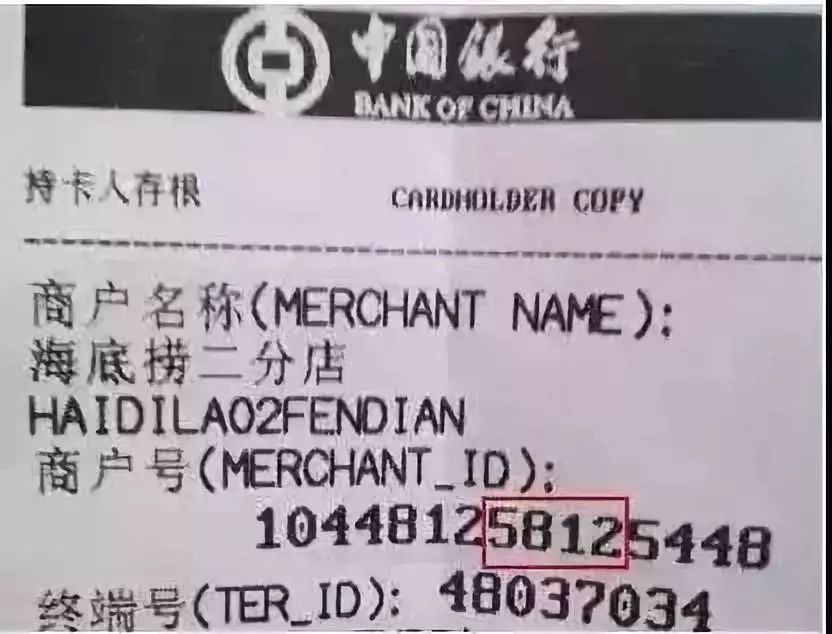 中国银行
BANK OF CHINA
持卡人存根 CARDHOLDER COPY
商户名称(MERCHANT NAME):
海底捞二分店
HAIDILAO2FENDIAN
商户号(MERCHANT_ID):
104481258125448
终端号(TER_ID): 48037034